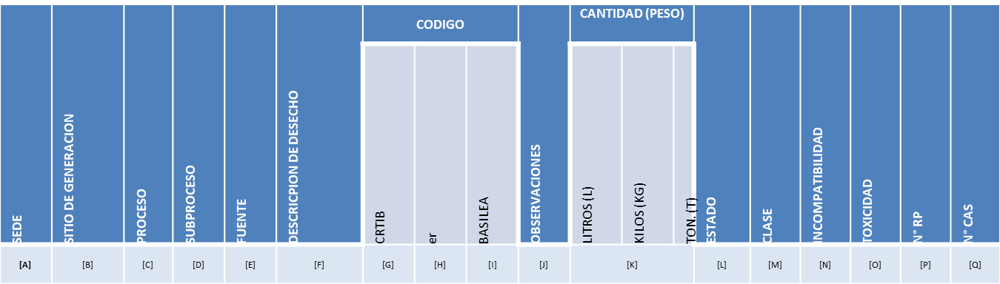 SEDE
SITIO DE GENERACION
PROCESO
SUBPROCESO
FUENTE
DESCRICPION DE DESECHO
CODIGO
CRTIB
er
BASILEA
OBSERVACIONES
CANTIDAD (PESO)
LITROS (L)
KILOS (KG)
TON. (T)
ESTADO
CLASE
INCOMPATIBILIDAD
TOXICIDAD
N° RP
N° CAS
[A] [B] [C] [D] [E] [F] [G] [H] [I] [J] [K] [L] [M] [N] [O] [P] [Q]